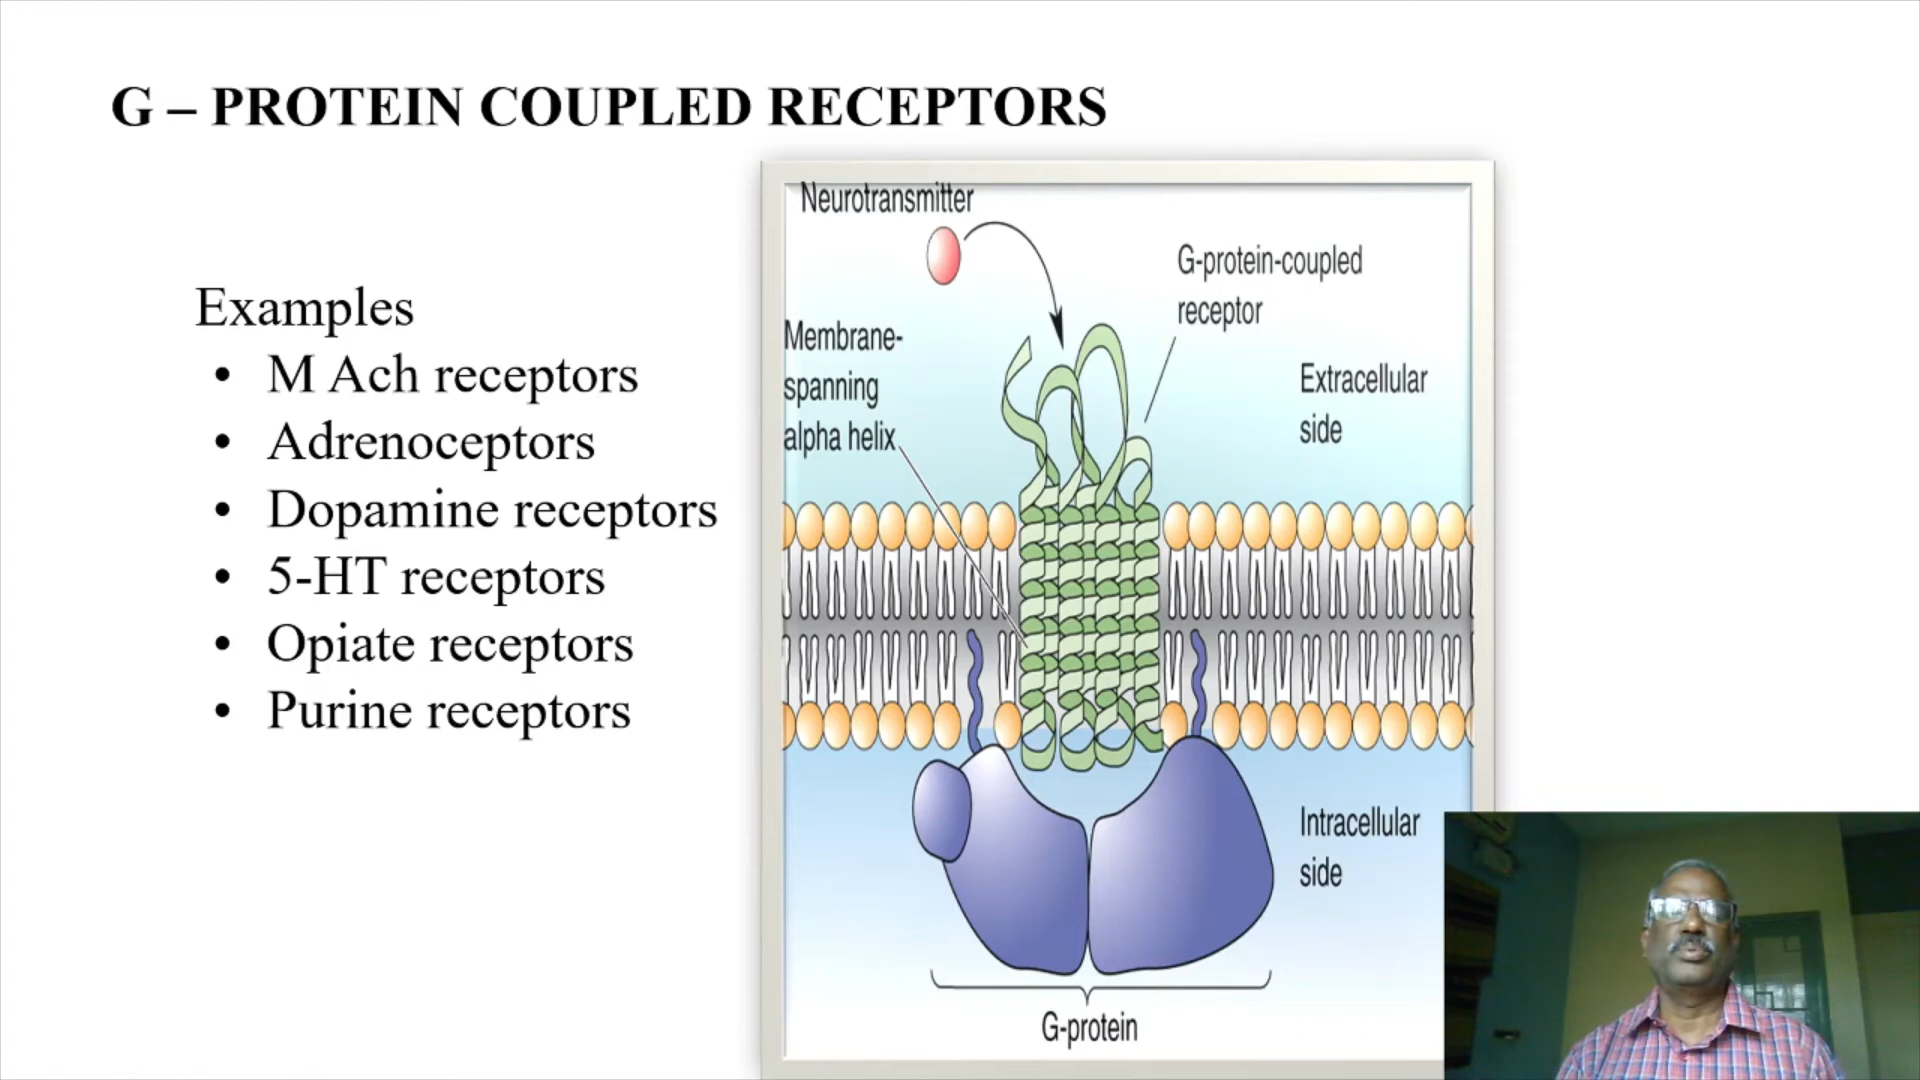 G – PROTEIN COUPLED RECEPTORS
Examples
• M Ach receptors
• Adrenoceptors
• Dopamine receptors
• 5-HT receptors
• Opiate receptors
• Purine receptors
Neurotransmitter
G-protein-coupled
receptor
Membrane-
spanning
alpha helix
Extracellular
side
Intracellular
side
G-protein